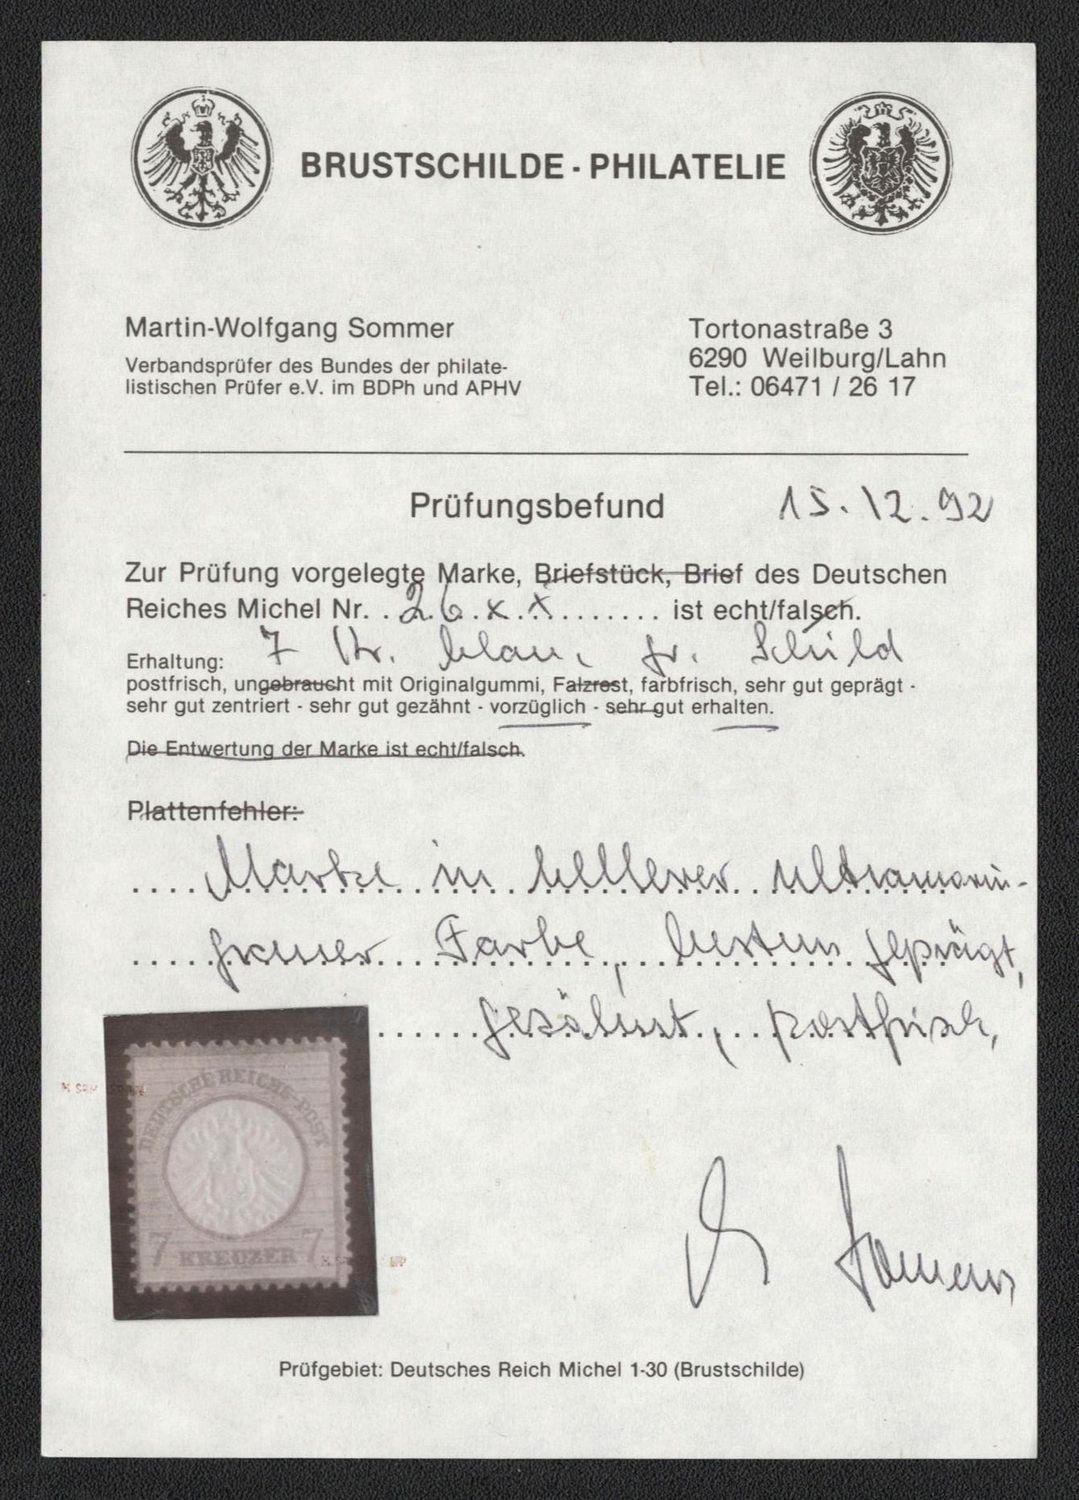 BRUSTSCHILDE - PHILATELIE
Martin-Wolfgang Sommer
Verbandsprüfer des Bundes der philate-
listischen Prüfer e.V. im BDPh und APHV
Tortonastraße 3
6290 Weilburg/Lahn
Tel.: 06471 / 26 17
Prüfungsbefund 15.12.92
Zur Prüfung vorgelegte Marke, Briefstück, Brief des Deutschen
Reiches Michel Nr. . 26 x x . . . . . . . ist echt/falsch.
7 Kr. blau, gr. Schild
Erhaltung:
postfrisch, ungebraucht mit Originalgummi, Falzrest, farbfrisch, sehr gut geprägt -
sehr gut zentriert - sehr gut gezähnt - vorzüglich - sehr gut erhalten.
Die Entwertung der Marke ist echt/falsch.
Plattenfehler:
.... Marke in hellerer ultramarin-
.... grauer Farbe, bestens geprägt,
...... gezähnt, postfrisch,
DEUTSCHE REICHS-POST
7 KREUZER 7
Sommer
Prüfgebiet: Deutsches Reich Michel 1-30 (Brustschilde)